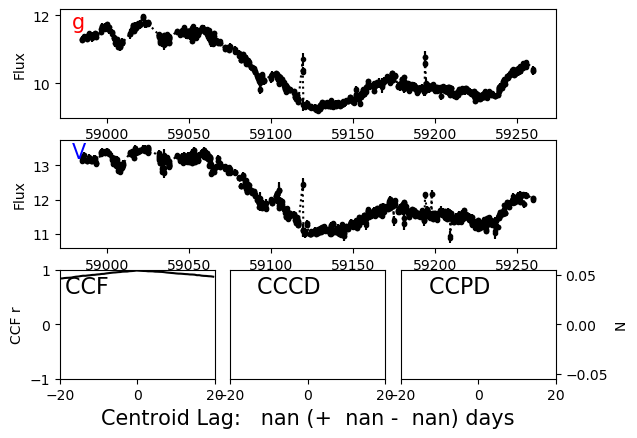 g
Flux
12
10
59000 59050 59100 59150 59200 59250
V
Flux
13
12
11
59000 59050 59100 59150 59200 59250
CCF CCCD CCPD
CCF r
1
0
−1
0.05
0.00
−0.05
N
−20 0 20 −20 0 20 −20 0 20
Centroid Lag: nan (+ nan - nan) days